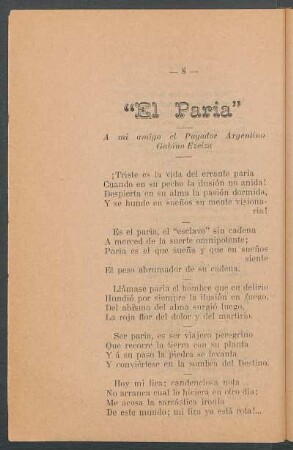 — 8 —
"El Paria"
A mi amigo el Payador Argentino
Gabino Ezeiza
¡Triste es la vida del errante paria
Cuando en su pecho la ilusión no anida!
Despierta en su alma la pasión dormida,
Y se hunde en sueños su mente visiona-
ria!
Es el paria, el "esclavo" sin cadena
A merced de la suerte omnipotente;
Paria es el que sueña y que en sueños
siente
El peso abrumador de su cadena.
Llámase paria el hombre que en delirio
Hundió por siempre la ilusión en fuego,
Del abismo del alma surgió luego,
La roja flor del dolor y del martirio.
Ser paria, es ser viajero peregrino
Que recorre la tierra con su planta
Y á su paso la piedra se levanta
Y conviértese en la sombra del Destino.
Hoy mi lira; candenciosa nota
No arranca cual lo hiciera en otro día;
Me acosa la sarcástica ironía
De este mundo; mi lira ya está rota!...